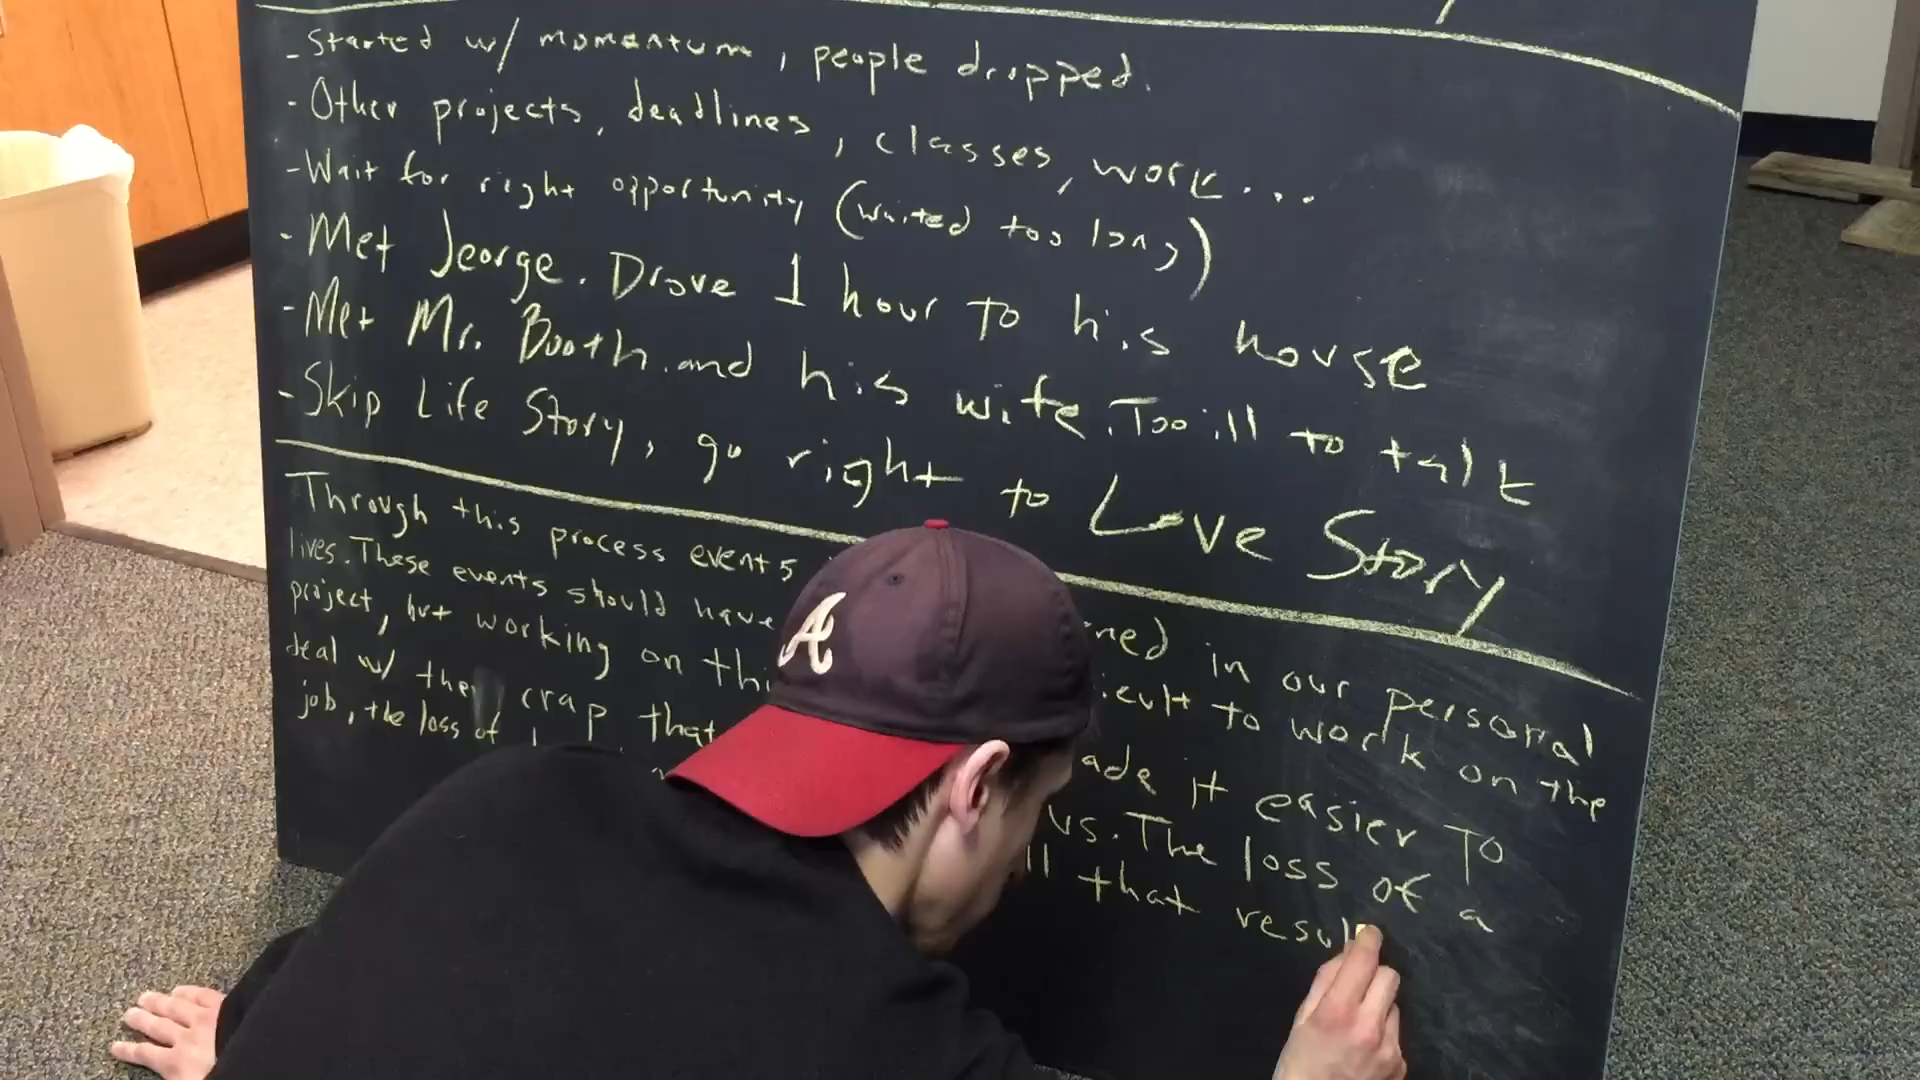 - Started w/ momentum, people dropped.
- Other projects, deadlines, classes, work...
- Wait for right opportunity (waited too long)
- Met Jeorge. Drove 1 hour to his house
- Met Mr. Booth and his wife. Too ill to talk
- Skip Life Story, go right to Love Story
Through this process events ned in our personal
lives. These events should have icult to work on the
project, but working on thi ade it easier to
deal w/ the crap that us. The loss of a
job, the loss of ll that resul
A